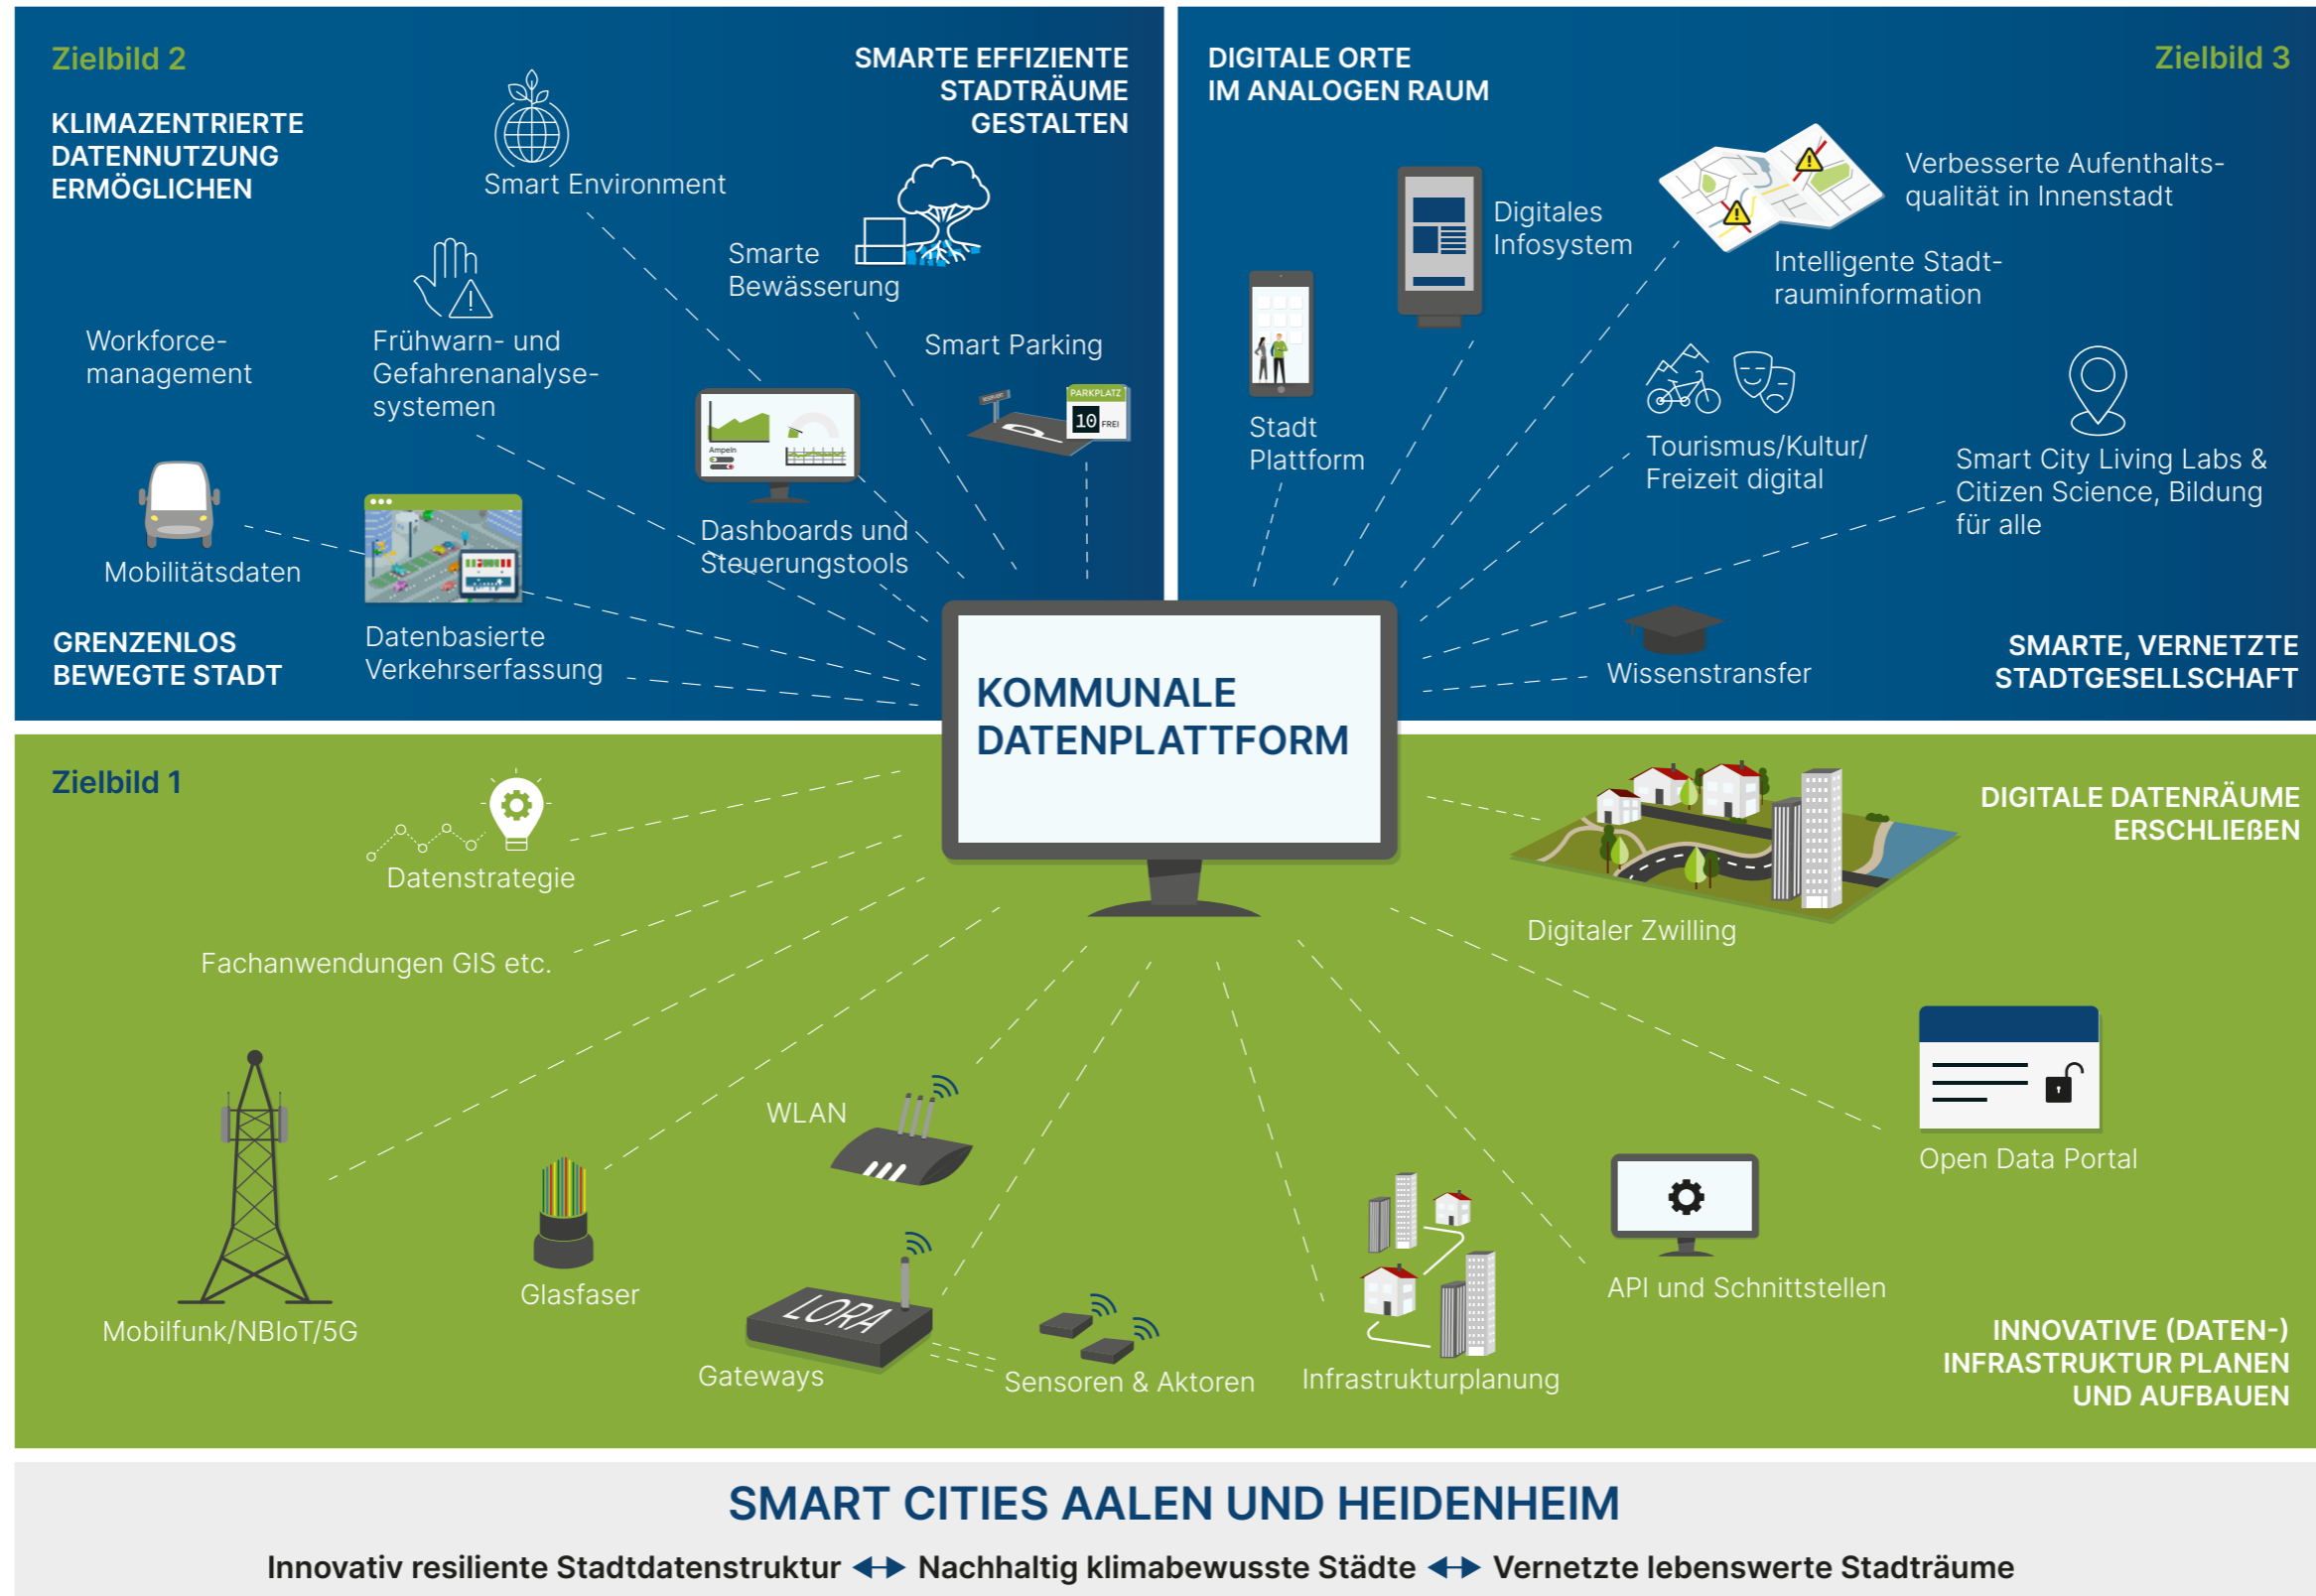 Zielbild 2
KLIMAZENTRIERTE
DATENNUTZUNG
ERMÖGLICHEN
SMARTE EFFIZIENTE
STADTRÄUME
GESTALTEN
Smart Environment
Smarte
Bewässerung
Workforce-
management
Frühwarn- und
Gefahrenanalyse-
systemen
Smart Parking
RESERVIERT
P
PARKPLATZ
10 FREI
Ampeln
Dashboards und
Steuerungstools
Mobilitätsdaten
Datenbasierte
Verkehrserfassung
GRENZENLOS
BEWEGTE STADT
DIGITALE ORTE
IM ANALOGEN RAUM
Zielbild 3
Digitales
Infosystem
Verbesserte Aufenthalts-
qualität in Innenstadt
Intelligente Stadt-
rauminformation
Stadt
Plattform
Tourismus/Kultur/
Freizeit digital
Smart City Living Labs &
Citizen Science, Bildung
für alle
Wissenstransfer
SMARTE, VERNETZTE
STADTGESELLSCHAFT
KOMMUNALE
DATENPLATTFORM
Zielbild 1
Datenstrategie
Fachanwendungen GIS etc.
Mobilfunk/NBIoT/5G
Glasfaser
WLAN
LORA
Gateways
Sensoren & Aktoren
Infrastrukturplanung
API und Schnittstellen
Open Data Portal
Digitaler Zwilling
DIGITALE DATENRÄUME
ERSCHLIEßEN
INNOVATIVE (DATEN-)
INFRASTRUKTUR PLANEN
UND AUFBAUEN
SMART CITIES AALEN UND HEIDENHEIM
Innovativ resiliente Stadtdatenstruktur ↔ Nachhaltig klimabewusste Städte ↔ Vernetzte lebenswerte Stadträume